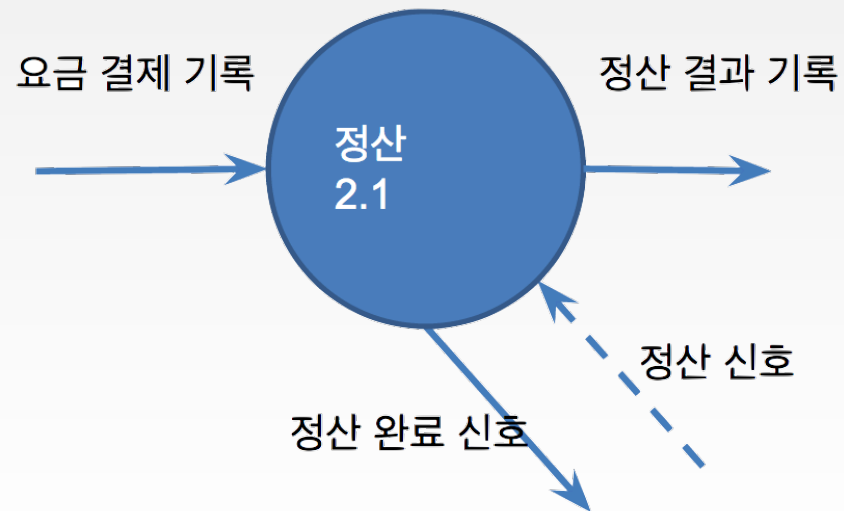 요금 결제 기록
정산 결과 기록
정산
2.1
정산 신호
정산 완료 신호